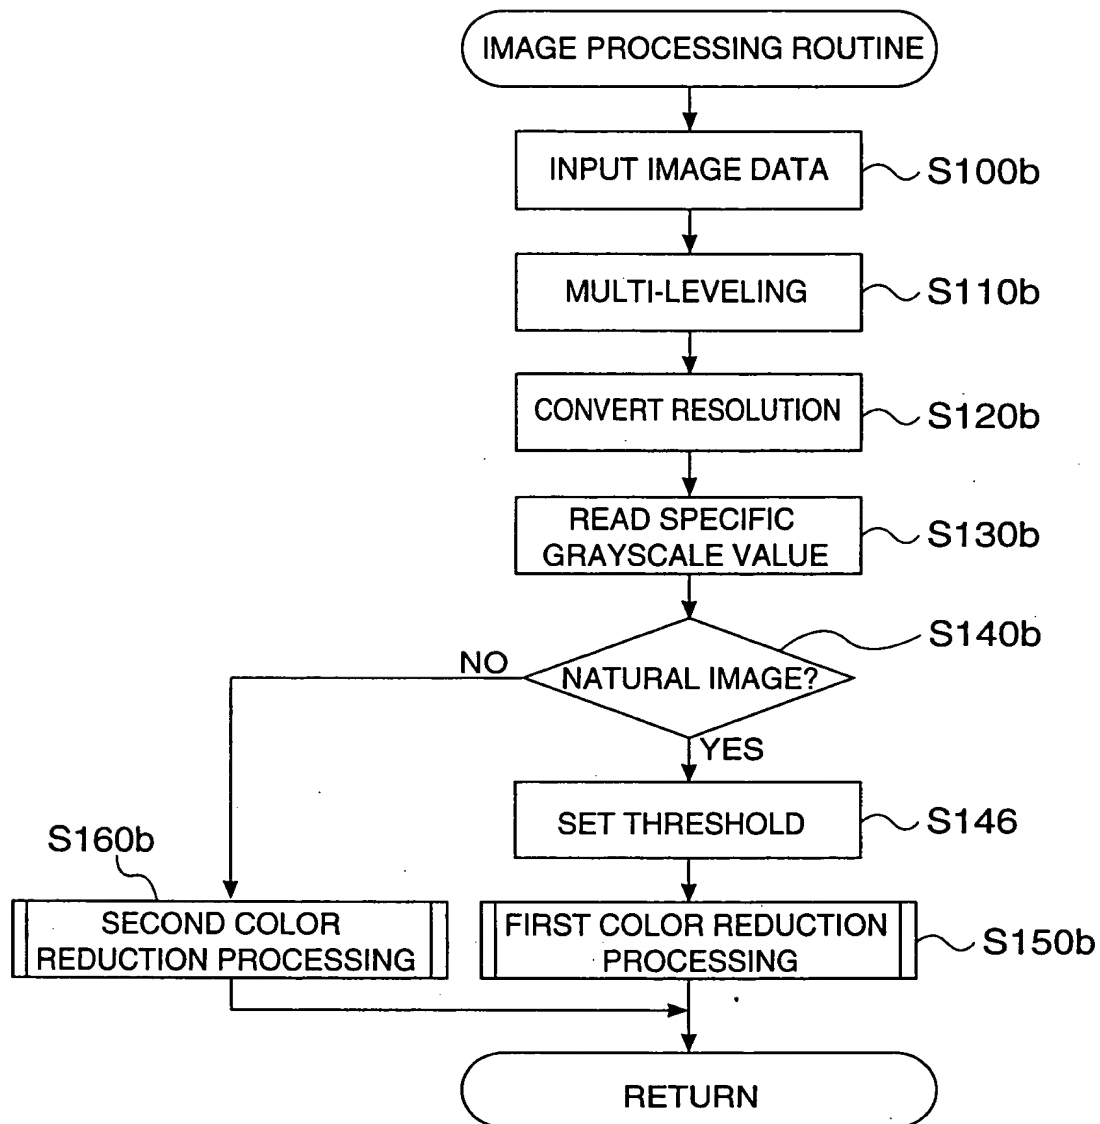 IMAGE PROCESSING ROUTINE
INPUT IMAGE DATA
S100b
MULTI-LEVELING
S110b
CONVERT RESOLUTION
S120b
READ SPECIFIC
GRAYSCALE VALUE
S130b
S140b
NO
NATURAL IMAGE?
YES
SET THRESHOLD
S146
S160b
SECOND COLOR
REDUCTION PROCESSING
FIRST COLOR REDUCTION
PROCESSING
S150b
RETURN